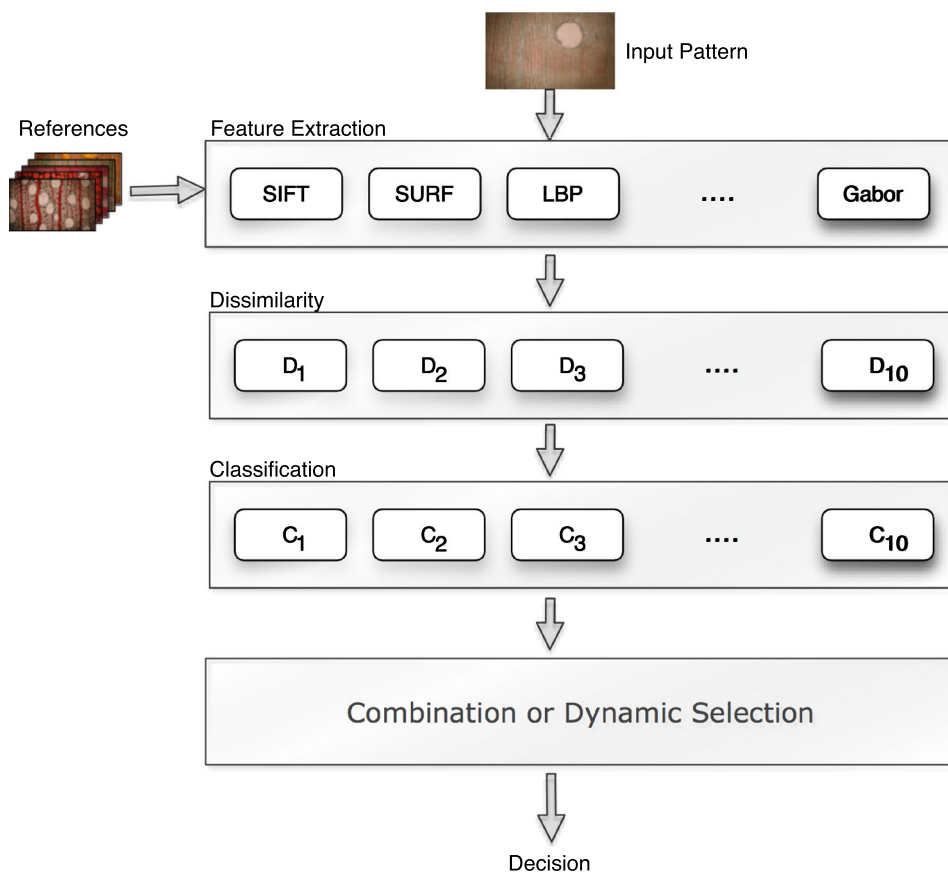 Input Pattern
References
Feature Extraction
SIFT SURF LBP .... Gabor
Dissimilarity
D1 D2 D3 .... D10
Classification
C1 C2 C3 .... C10
Combination or Dynamic Selection
Decision